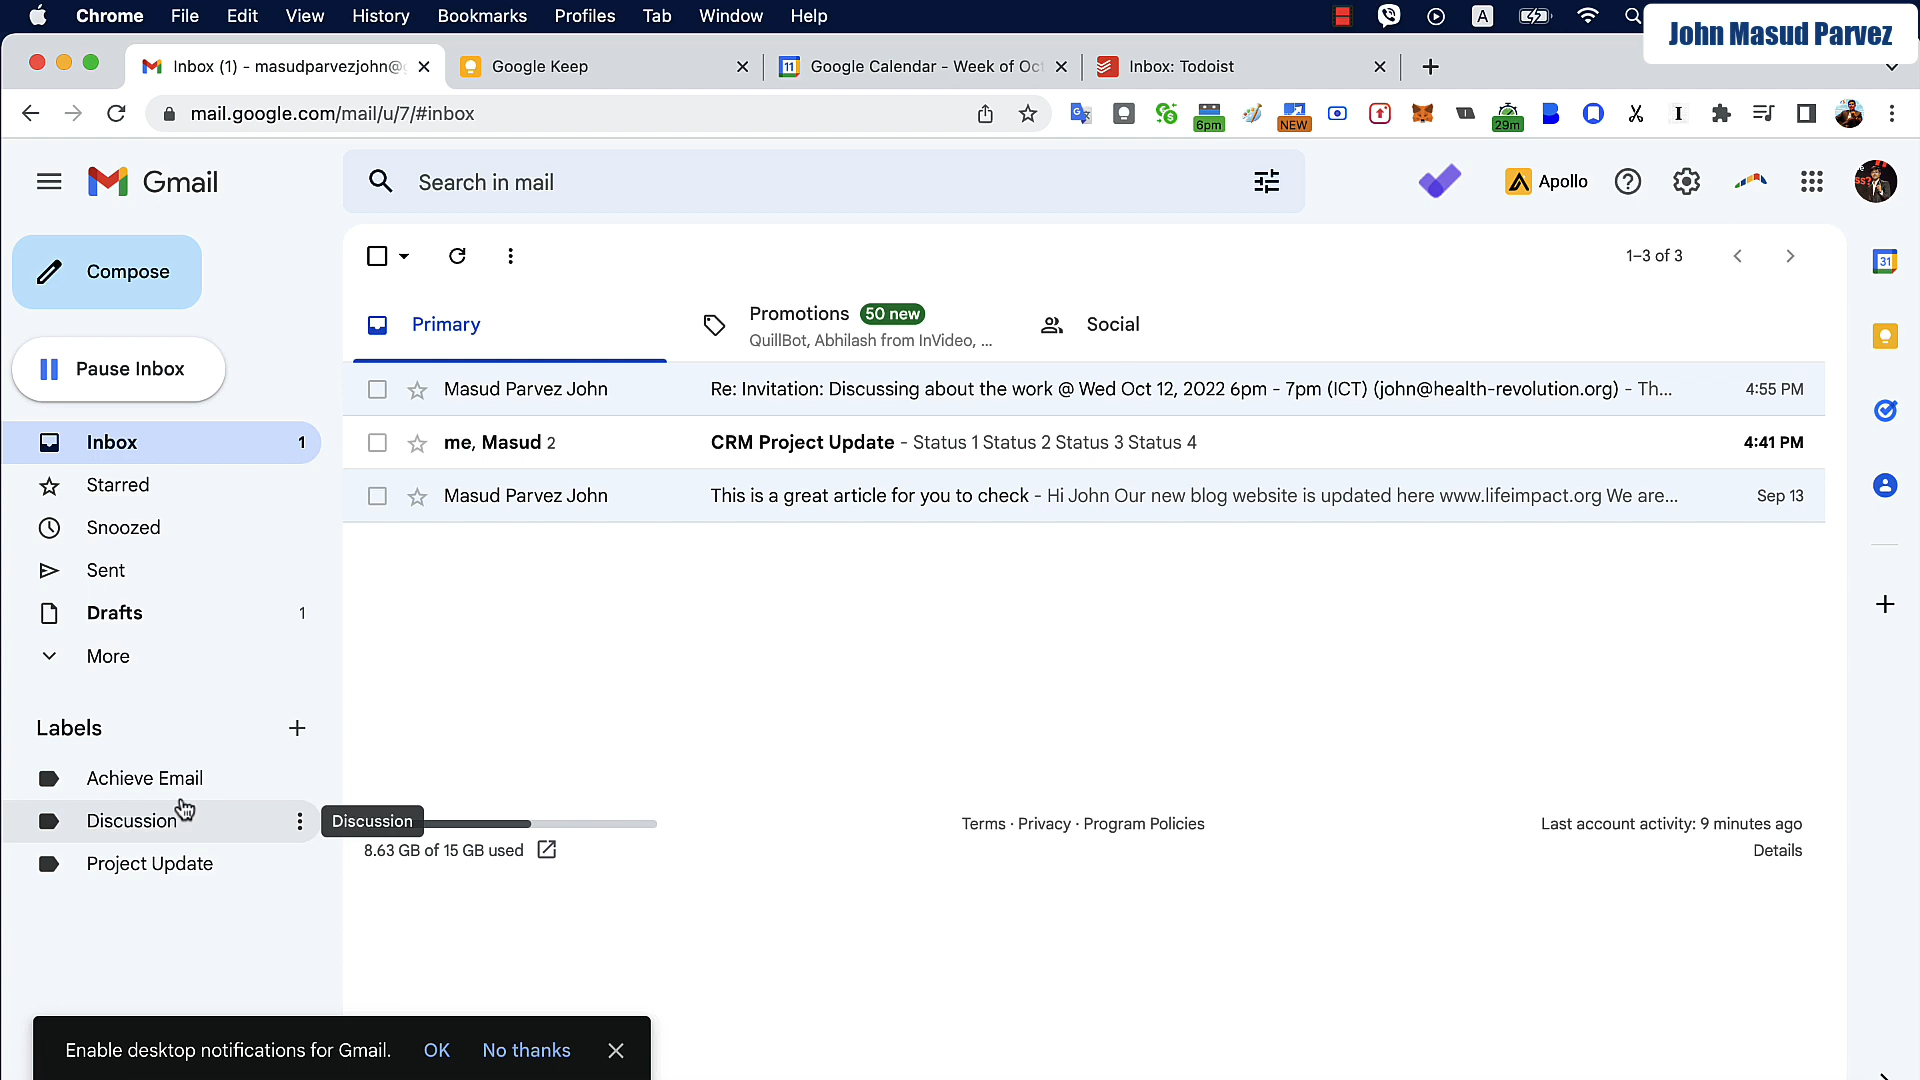 Chrome File Edit View History Bookmarks Profiles Tab Window Help A
John Masud Parvez
Inbox (1) - masudparvezjohn@g Google Keep 11 Google Calendar - Week of Oct Inbox: Todoist
mail.google.com/mail/u/7/#inbox 6pm NEW 29m
Gmail Search in mail Apollo
Compose
1–3 of 3
31
Primary Promotions 50 new Social
QuillBot, Abhilash from InVideo, ...
Pause Inbox
Masud Parvez John Re: Invitation: Discussing about the work @ Wed Oct 12, 2022 6pm - 7pm (ICT) (john@health-revolution.org) - Th... 4:55 PM
Inbox 1
me, Masud 2 CRM Project Update - Status 1 Status 2 Status 3 Status 4 4:41 PM
Starred
Masud Parvez John This is a great article for you to check - Hi John Our new blog website is updated here www.lifeimpact.org We are... Sep 13
Snoozed
Sent
Drafts 1
More
Labels
Achieve Email
Discussion Discussion
Terms · Privacy · Program Policies Last account activity: 9 minutes ago
8.63 GB of 15 GB used Details
Project Update
Enable desktop notifications for Gmail. OK No thanks